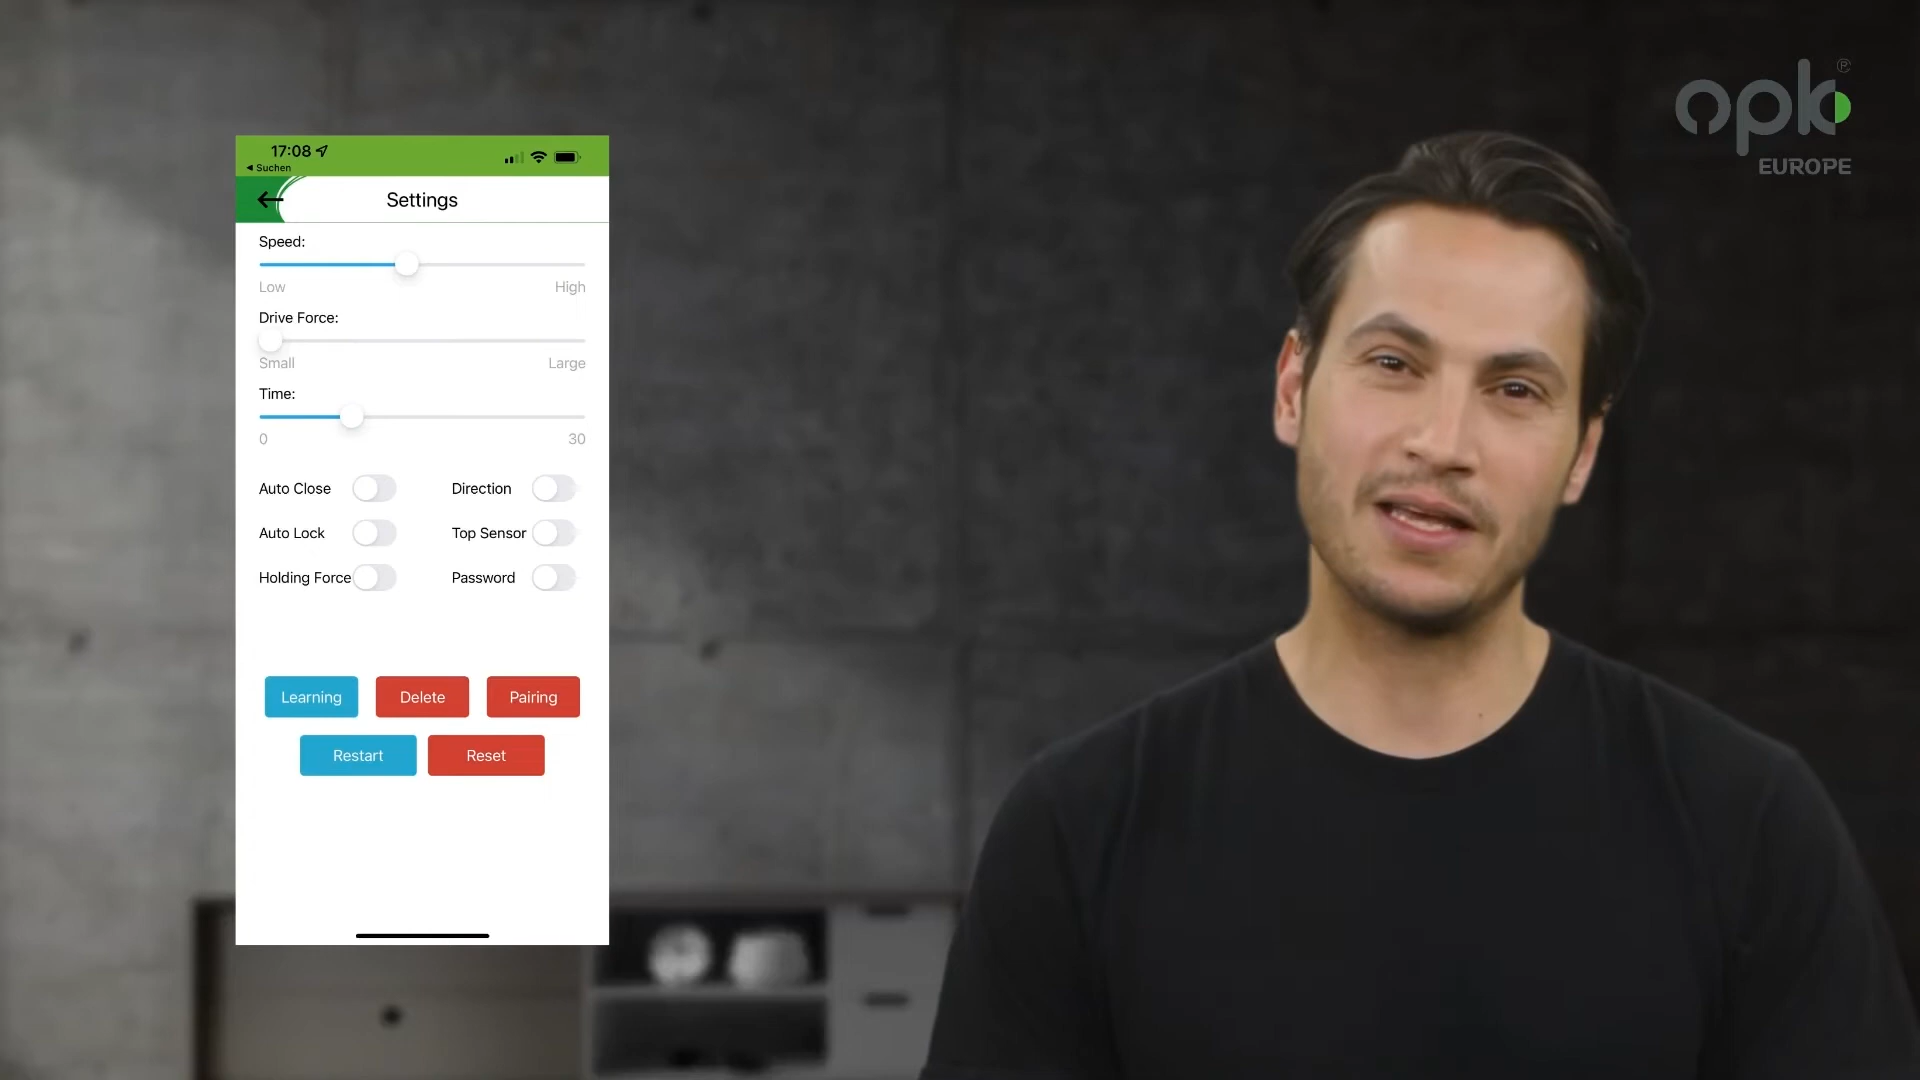 17:08
◀ Suchen
Settings
Speed:
Low High
Drive Force:
Small Large
Time:
0 30
Auto Close Direction
Auto Lock Top Sensor
Holding Force Password
Learning Delete Pairing
Restart Reset
opk®
EUROPE